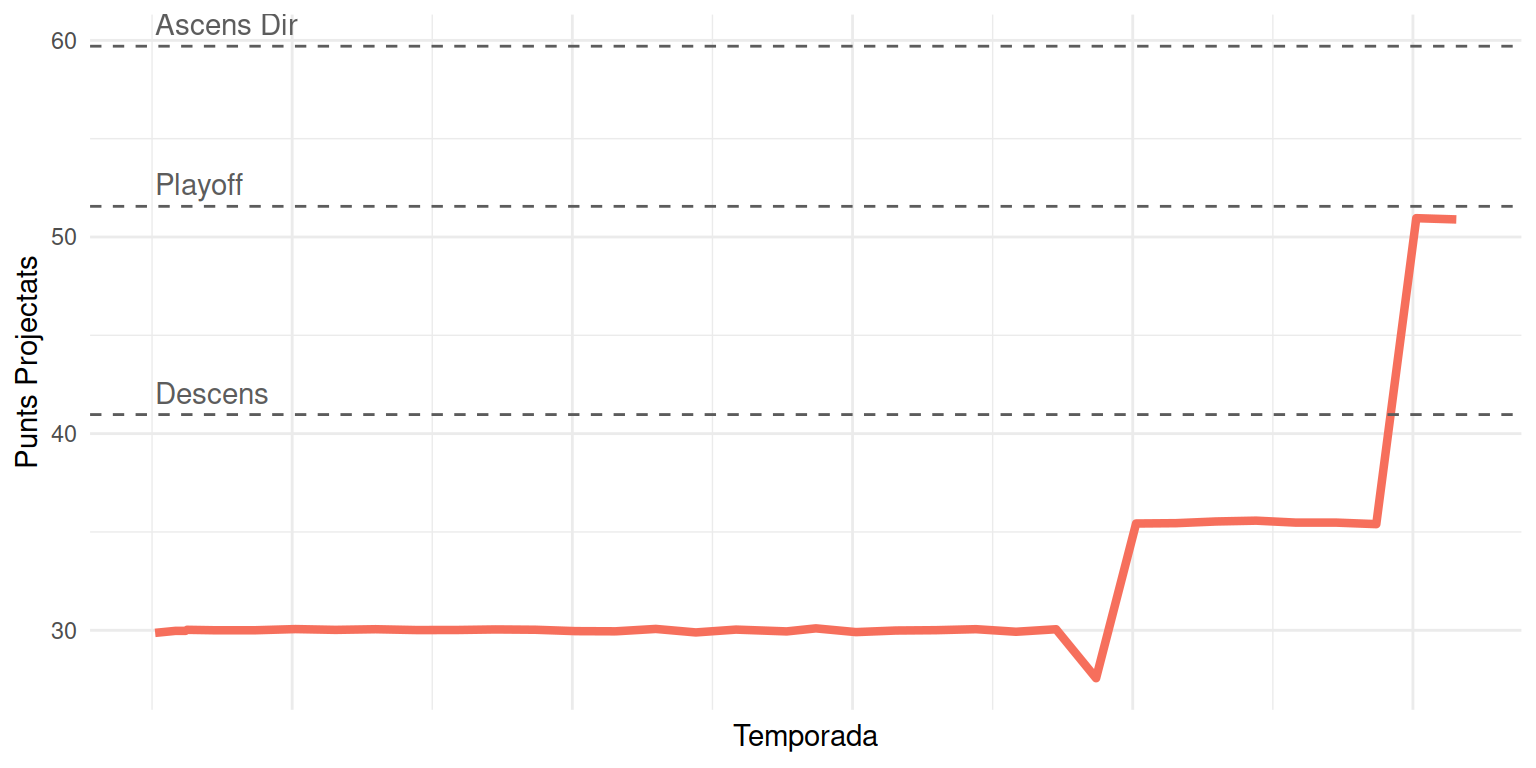 Ascens Dir
60
Playoff
50
Descens
40
30
Punts Projectats
Temporada